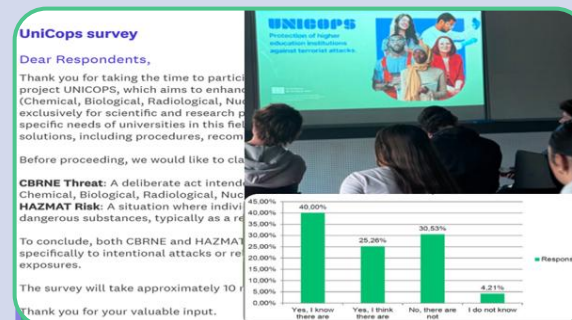 UniCops survey
Dear Respondents,
Thank you for taking the time to partici
project UNICOPS, which aims to enhanc
(Chemical, Biological, Radiological, Nuc
exclusively for scientific and research p
specific needs of universities in this fiel
solutions, including procedures, recom
Before proceeding, we would like to cla
CBRNE Threat: A deliberate act intend
Chemical, Biological, Radiological, Nuc
HAZMAT Risk: A situation where indivi
dangerous substances, typically as a re
To conclude, both CBRNE and HAZMAT
specifically to intentional attacks or re
exposures.
The survey will take approximately 10 r
Thank you for your valuable input.
UNICOPS
Protection of higher
education institutions
against terrorist attacks.
45,00%
40,00%
35,00%
30,00%
25,00%
20,00%
15,00%
10,00%
5,00%
0,00%
40,00%
25,26%
30,53%
4,21%
Yes, I know there are
Yes, I think there are
No, there are not
I do not know
Respons